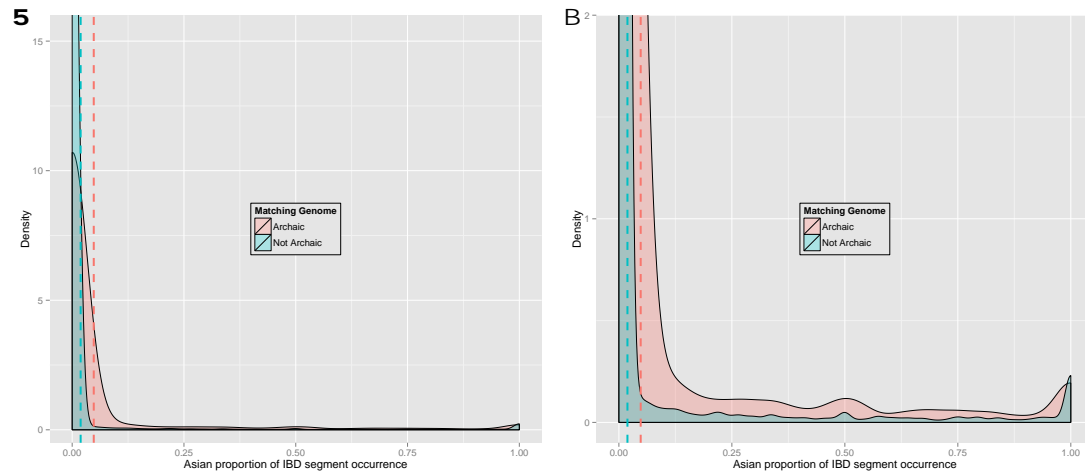 5
15
10
5
0
Density
Matching Genome
Archaic
Not Archaic
0.00 0.25 0.50 0.75 1.00
Asian proportion of IBD segment occurrence
B
2
1
0
Density
Matching Genome
Archaic
Not Archaic
0.00 0.25 0.50 0.75 1.00
Asian proportion of IBD segment occurrence